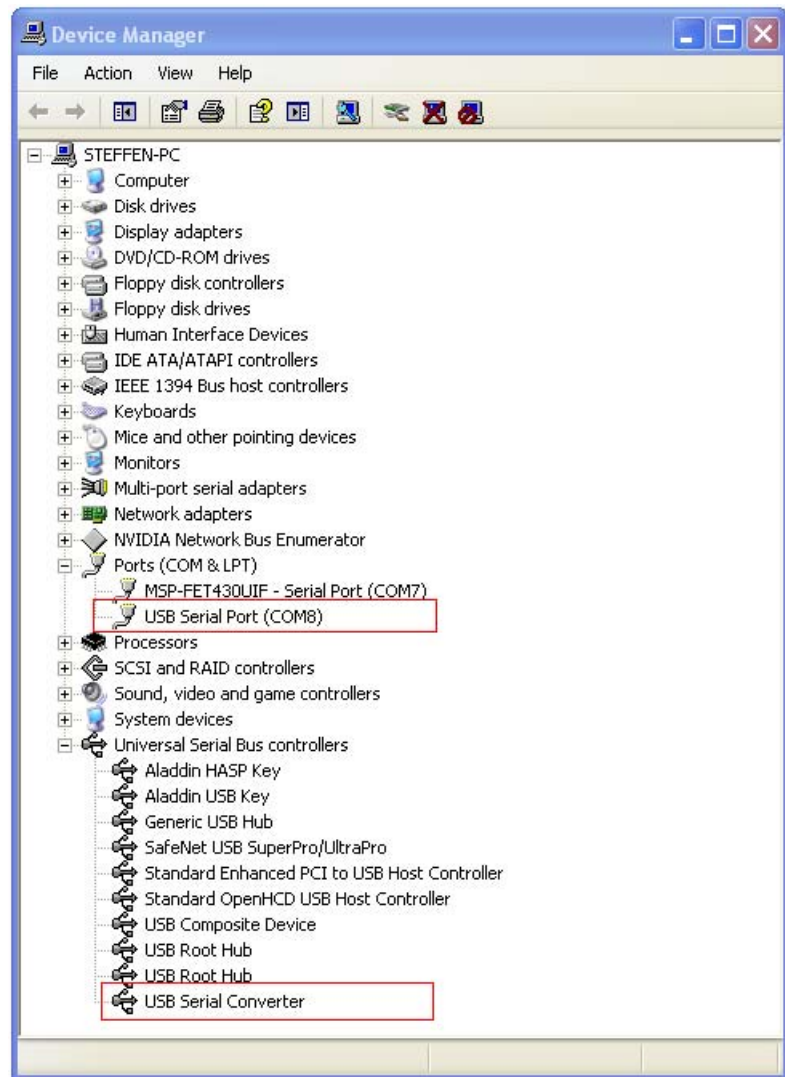 Device Manager
File Action View Help
STEFFEN-PC
Computer
Disk drives
Display adapters
DVD/CD-ROM drives
Floppy disk controllers
Floppy disk drives
Human Interface Devices
IDE ATA/ATAPI controllers
IEEE 1394 Bus host controllers
Keyboards
Mice and other pointing devices
Monitors
Multi-port serial adapters
Network adapters
NVIDIA Network Bus Enumerator
Ports (COM & LPT)
MSP-FET430UIF - Serial Port (COM7)
USB Serial Port (COM8)
Processors
SCSI and RAID controllers
Sound, video and game controllers
System devices
Universal Serial Bus controllers
Aladdin HASP Key
Aladdin USB Key
Generic USB Hub
SafeNet USB SuperPro/UltraPro
Standard Enhanced PCI to USB Host Controller
Standard OpenHCD USB Host Controller
USB Composite Device
USB Root Hub
USB Root Hub
USB Serial Converter